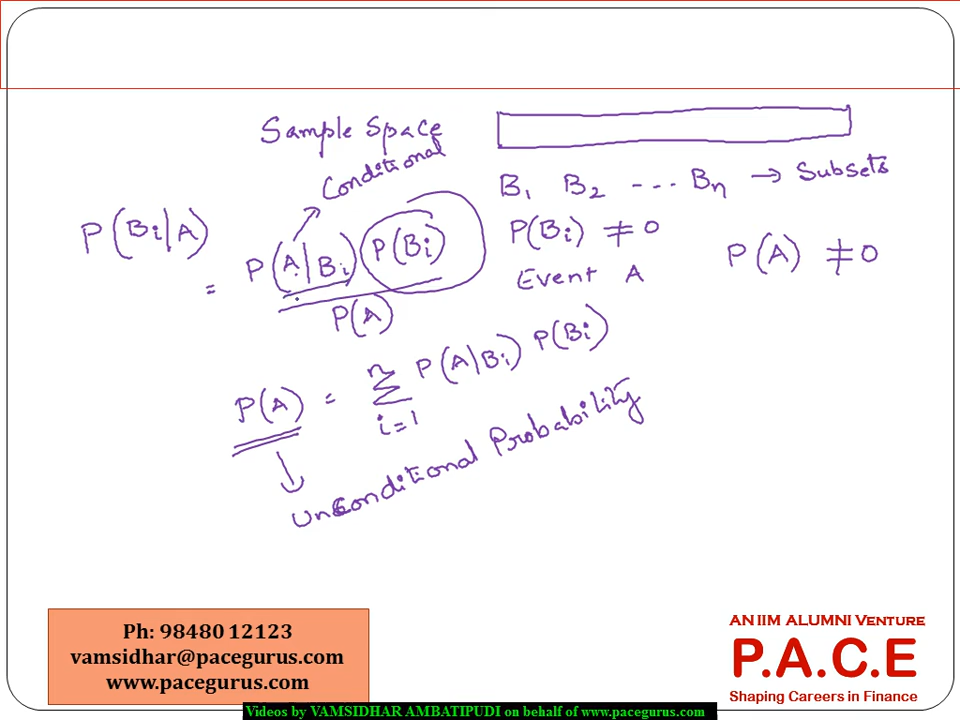 Sample Space
Conditional
B1 B2 --- Bn → Subsets
P(Bi|A) = P(A|Bi) P(Bi) / P(A)
P(Bi) ≠ 0
P(A) ≠ 0
Event A
P(A) = n Σ i=1 P(A|Bi) P(Bi)
Unconditional Probability
Ph: 98480 12123
vamsidhar@pacegurus.com
www.pacegurus.com
AN IIM ALUMNI VENTURE
P.A.C.E
Shaping Careers in Finance
Videos by VAMSIDHAR AMBATIPUDI on behalf of www.pacegurus.com